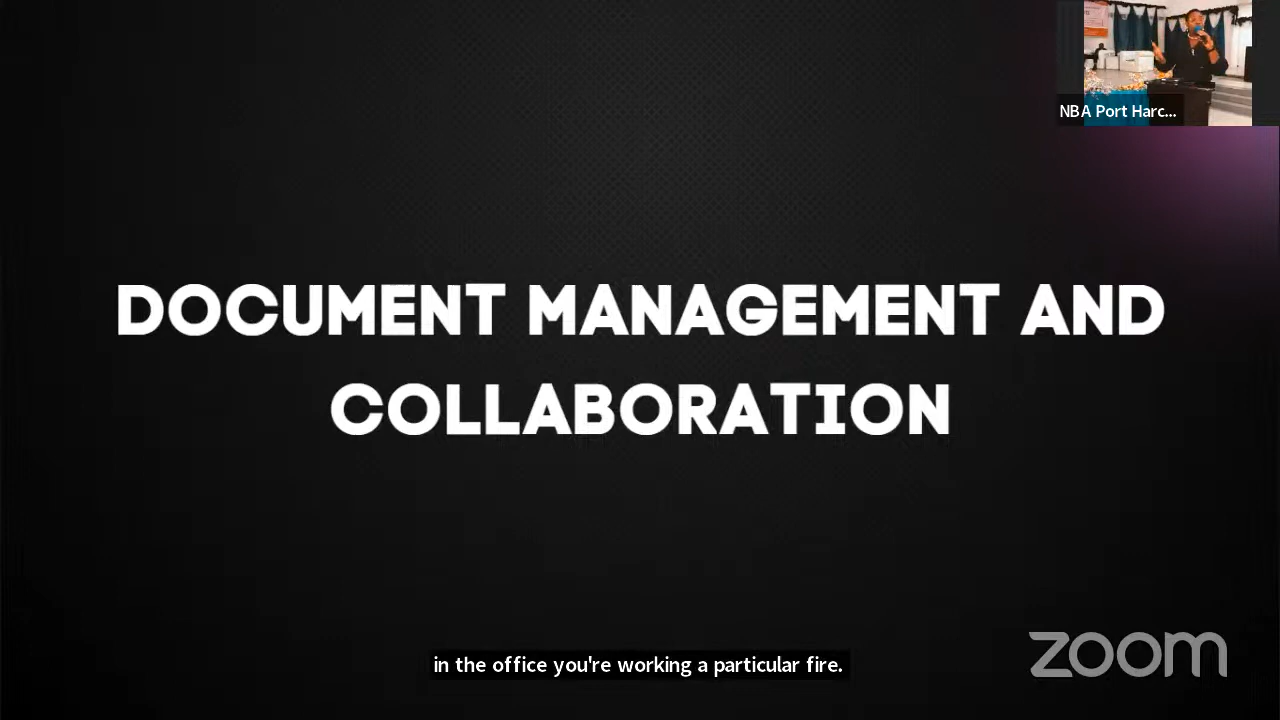 NBA Port Harc...
DOCUMENT MANAGEMENT AND
COLLABORATION
in the office you're working a particular fire.
zoom